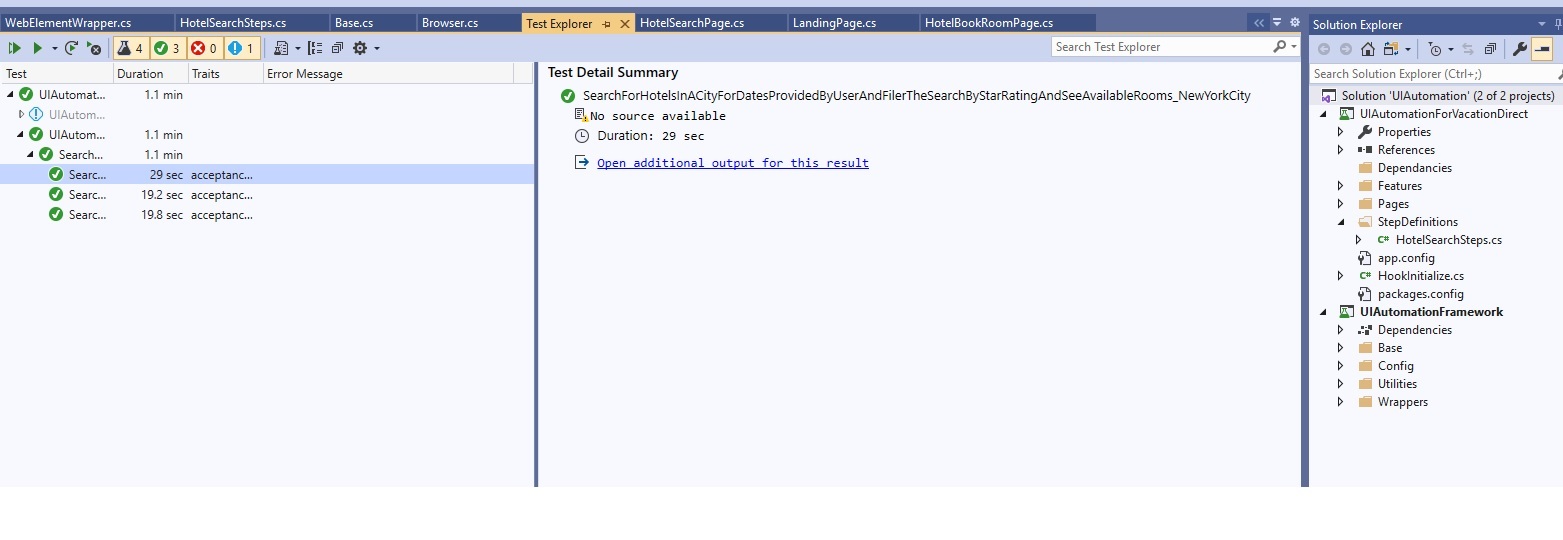 WebElementWrapper.cs HotelSearchSteps.cs Base.cs Browser.cs Test Explorer HotelSearchPage.cs LandingPage.cs HotelBookRoomPage.cs
4 3 0 1 Search Test Explorer
Test Duration Traits Error Message
UIAutomat... 1.1 min
UIAutom...
UIAutom... 1.1 min
Search... 1.1 min
Searc... 29 sec acceptanc...
Searc... 19.2 sec acceptanc...
Searc... 19.8 sec acceptanc...
Test Detail Summary
SearchForHotelsInACityForDatesProvidedByUserAndFilerTheSearchByStarRatingAndSeeAvailableRooms_NewYorkCity
No source available
Duration: 29 sec
Open additional output for this result
Solution Explorer
Search Solution Explorer (Ctrl+;)
Solution 'UIAutomation' (2 of 2 projects)
UIAutomationForVacationDirect
Properties
References
Dependancies
Features
Pages
StepDefinitions
C# HotelSearchSteps.cs
app.config
C# HookInitialize.cs
packages.config
UIAutomationFramework
Dependencies
Base
Config
Utilities
Wrappers